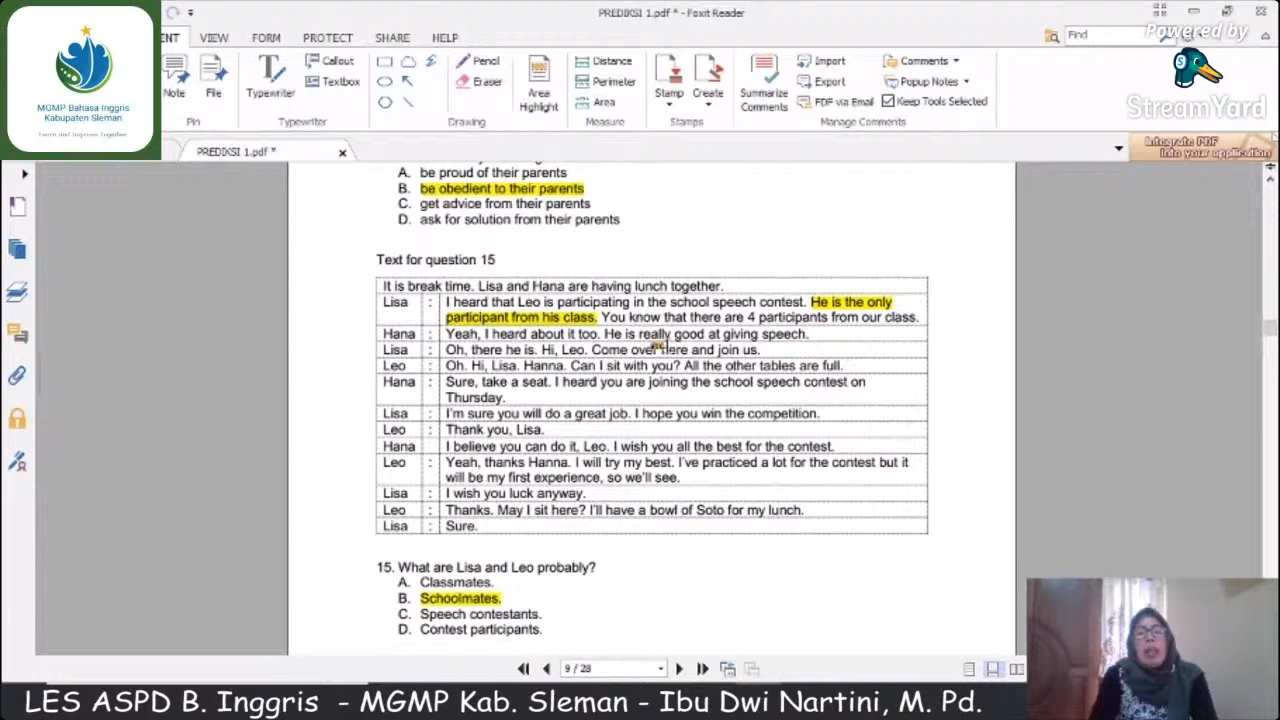 PREDIKSI 1.pdf * - Foxit Reader
VIEW FORM PROTECT SHARE HELP
Find
Powered by
StreamYard
MGMP Bahasa Inggris
Kabupaten Sleman
Learn and Improve Together
Note File
Pin
Typewriter
Callout
Textbox
Typewriter
Pencil
Eraser
Area
Highlight
Drawing
Distance
Perimeter
Area
Measure
Stamp Create
Stamps
Summarize
Comments
Import
Export
PDF via Email
Comments
Popup Notes
Keep Tools Selected
Manage Comments
PREDIKSI 1.pdf *
Integrate PDF
into your application
A. be proud of their parents
B. be obedient to their parents
C. get advice from their parents
D. ask for solution from their parents
Text for question 15
It is break time. Lisa and Hana are having lunch together.
Lisa : I heard that Leo is participating in the school speech contest. He is the only
participant from his class. You know that there are 4 participants from our class.
Hana : Yeah, I heard about it too. He is really good at giving speech.
Lisa : Oh, there he is. Hi, Leo. Come over here and join us.
Leo : Oh. Hi, Lisa. Hanna. Can I sit with you? All the other tables are full.
Hana : Sure, take a seat. I heard you are joining the school speech contest on
Thursday.
Lisa : I'm sure you will do a great job. I hope you win the competition.
Leo : Thank you, Lisa.
Hana : I believe you can do it, Leo. I wish you all the best for the contest.
Leo : Yeah, thanks Hanna. I will try my best. I've practiced a lot for the contest but it
will be my first experience, so we'll see.
Lisa : I wish you luck anyway.
Leo : Thanks. May I sit here? I'll have a bowl of Soto for my lunch.
Lisa : Sure.
15. What are Lisa and Leo probably?
A. Classmates.
B. Schoolmates.
C. Speech contestants.
D. Contest participants.
9 / 28
LES ASPD B. Inggris - MGMP Kab. Sleman - Ibu Dwi Nartini, M. Pd.